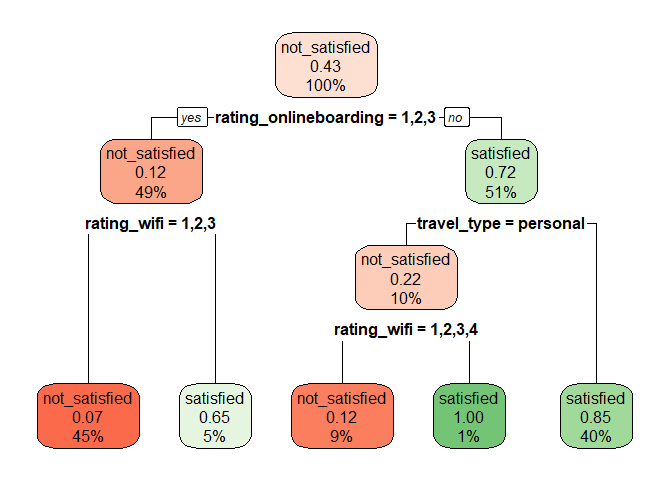 not_satisfied
0.43
100%
yes rating_onlineboarding = 1,2,3 no
not_satisfied
0.12
49%
satisfied
0.72
51%
rating_wifi = 1,2,3
travel_type = personal
not_satisfied
0.22
10%
rating_wifi = 1,2,3,4
not_satisfied
0.07
45%
satisfied
0.65
5%
not_satisfied
0.12
9%
satisfied
1.00
1%
satisfied
0.85
40%